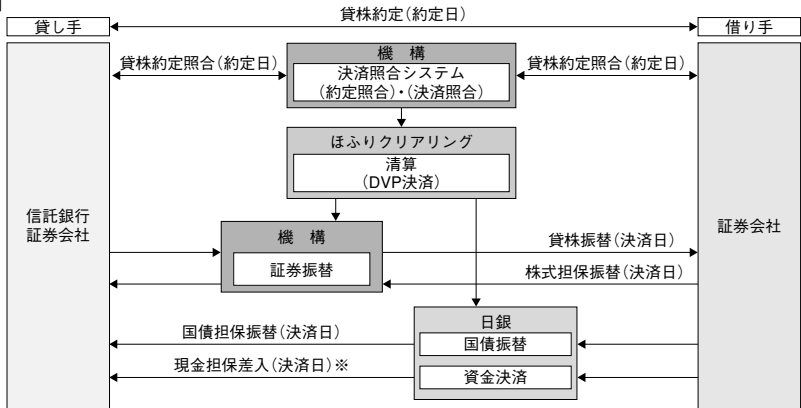 貸株約定(約定日)
貸し手
借り手
機 構
貸株約定照合(約定日)
決済照合システム
(約定照合)・(決済照合)
貸株約定照合(約定日)
ほふりクリアリング
清算
(DVP決済)
信託銀行
証券会社
証券会社
機 構
証券振替
貸株振替(決済日)
株式担保振替(決済日)
日銀
国債担保振替(決済日)
国債振替
現金担保差入(決済日)※
資金決済